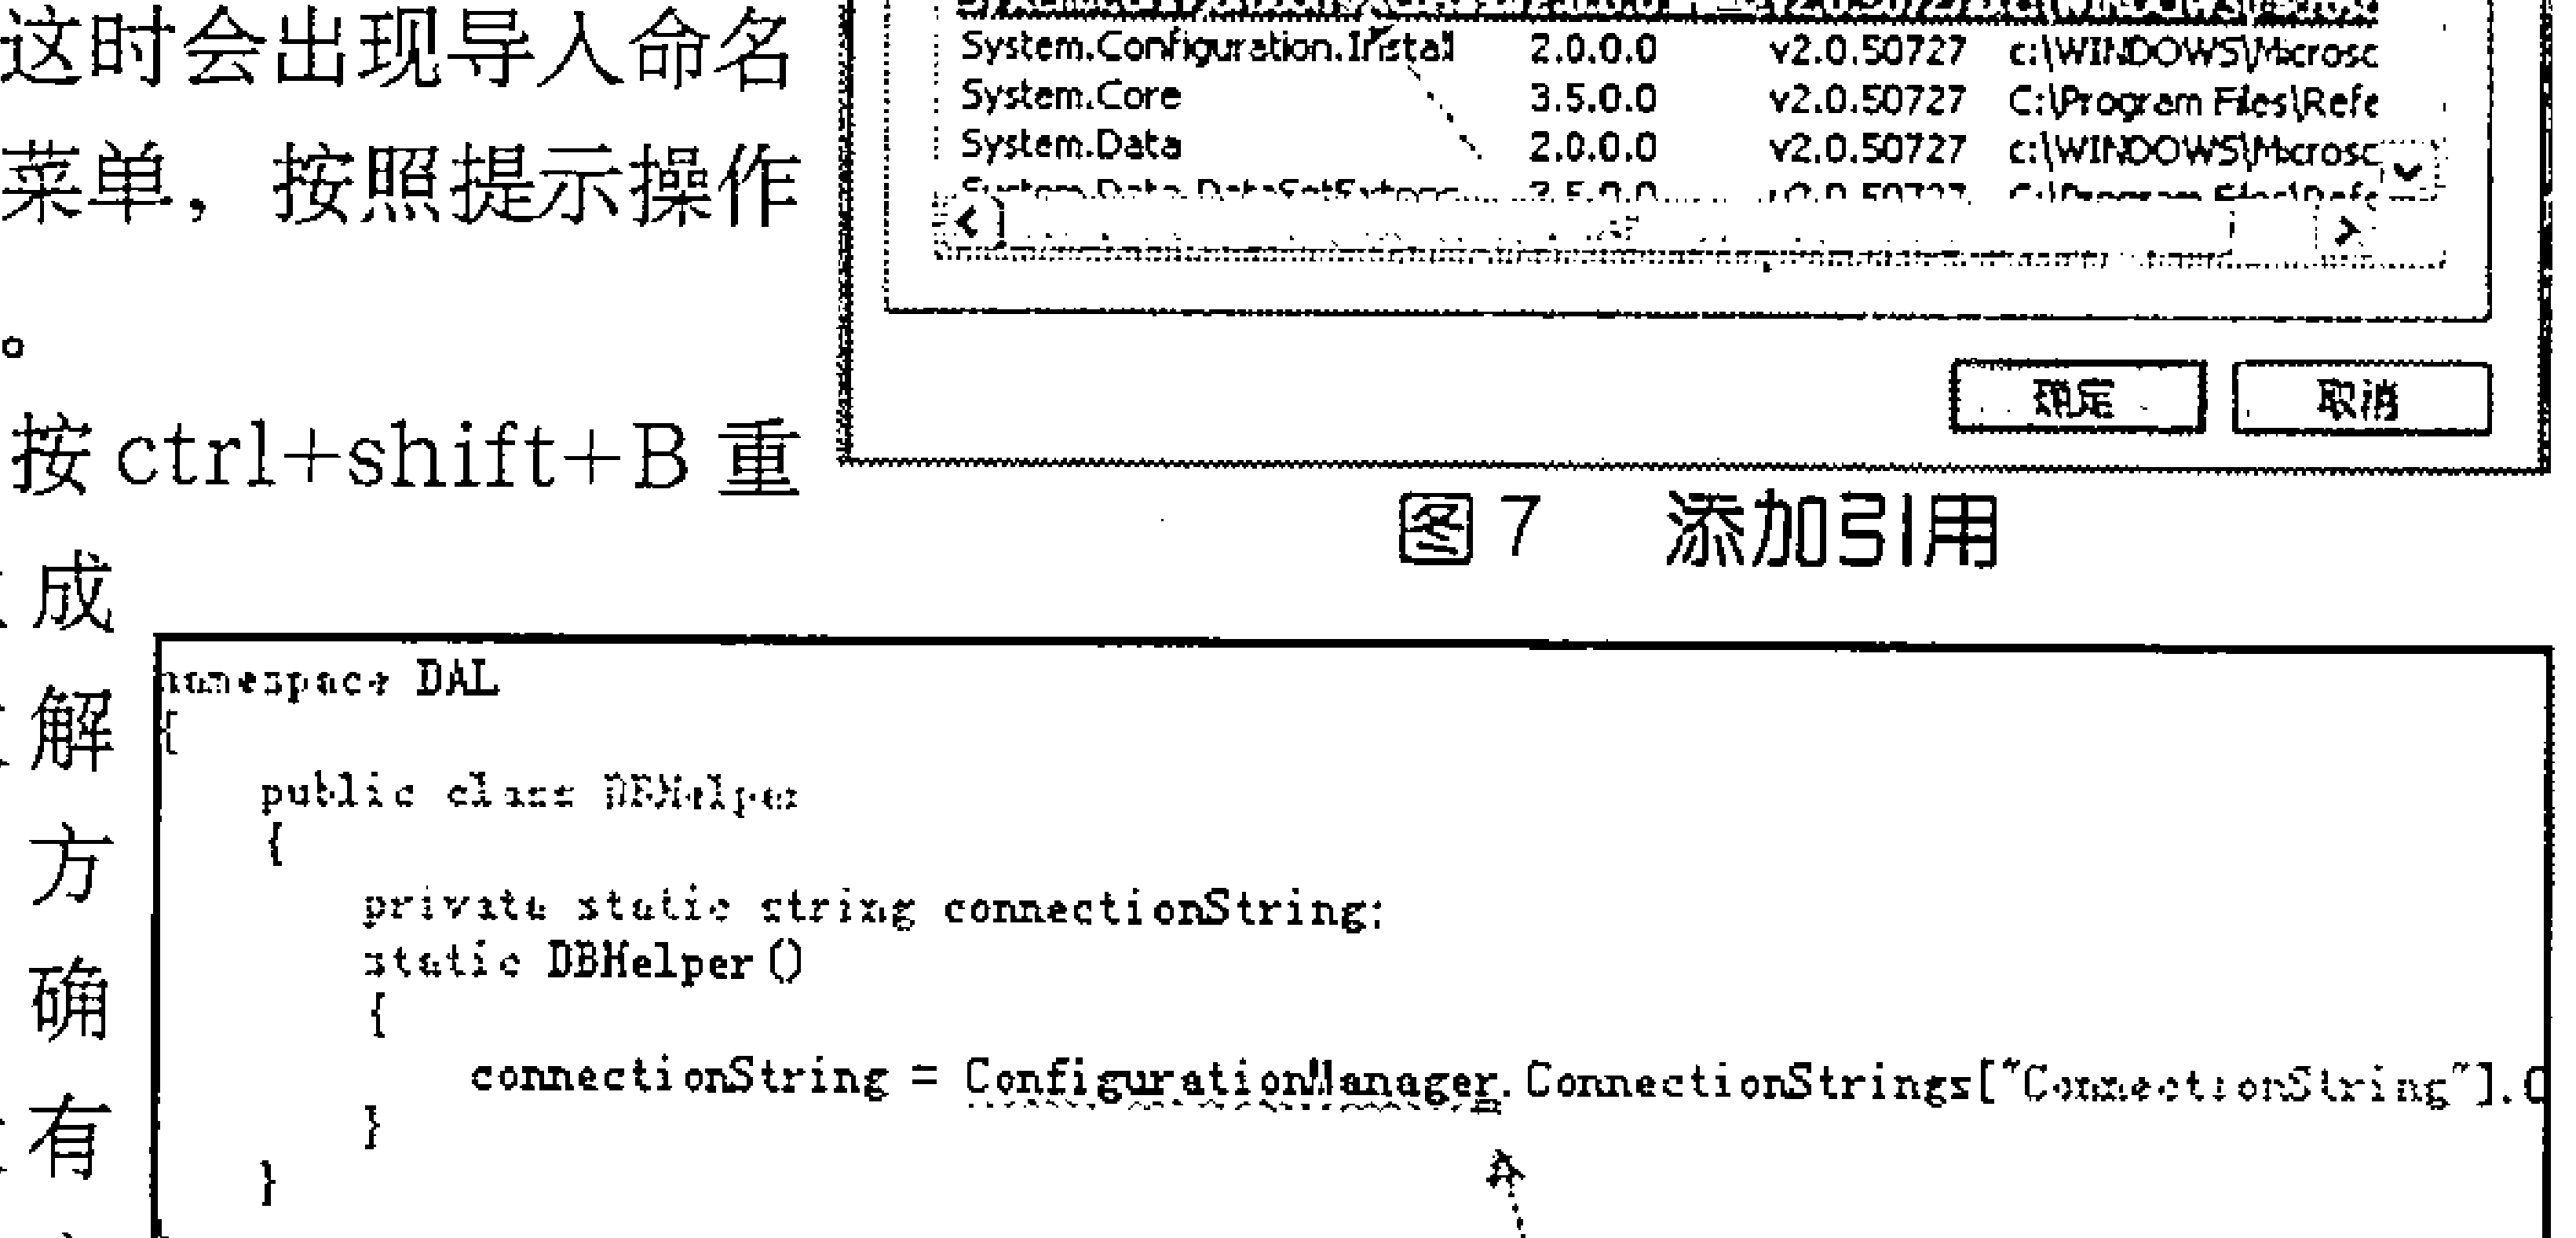 这时会出现导入命名
菜单，按照提示操作
。
按 ctrl+shift+B 重
成
解
方
确
有
System.Configuration.Install 2.0.0.0 v2.0.50727 c:\WINDOWS\Microsc
System.Core 3.5.0.0 v2.0.50727 C:\Program Files\Refe
System.Data 2.0.0.0 v2.0.50727 c:\WINDOWS\Microsc
确定 取消
图 7 添加引用
namespace DAL
{
public class DBHelper
{
private static string connectionString;
static DBHelper()
{
connectionString = ConfigurationManager.ConnectionStrings["ConnectionString"].C
}
}